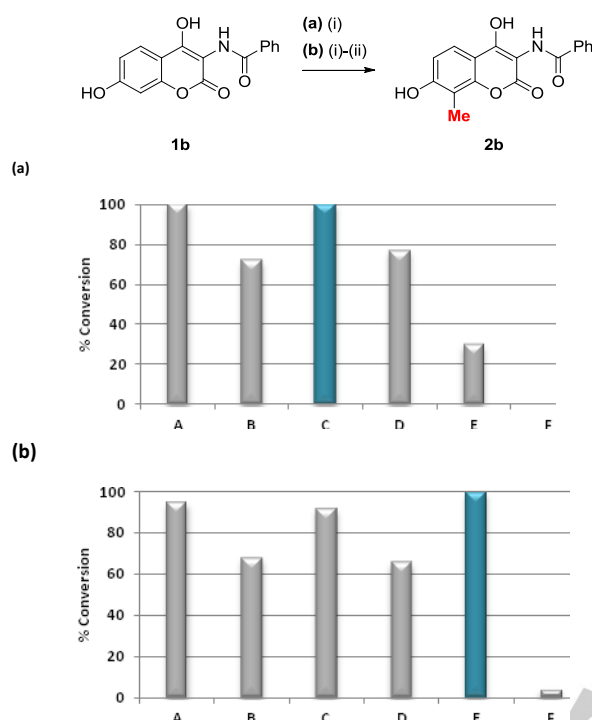 OH
H
N Ph
O
HO O O
1b
(a) (i)
(b) (i)-(ii)
OH
H
N Ph
O
HO O O
Me
2b
(a)
% Conversion
100
80
60
40
20
0
A B C D E F
(b)
% Conversion
100
80
60
40
20
0
A B C D E F